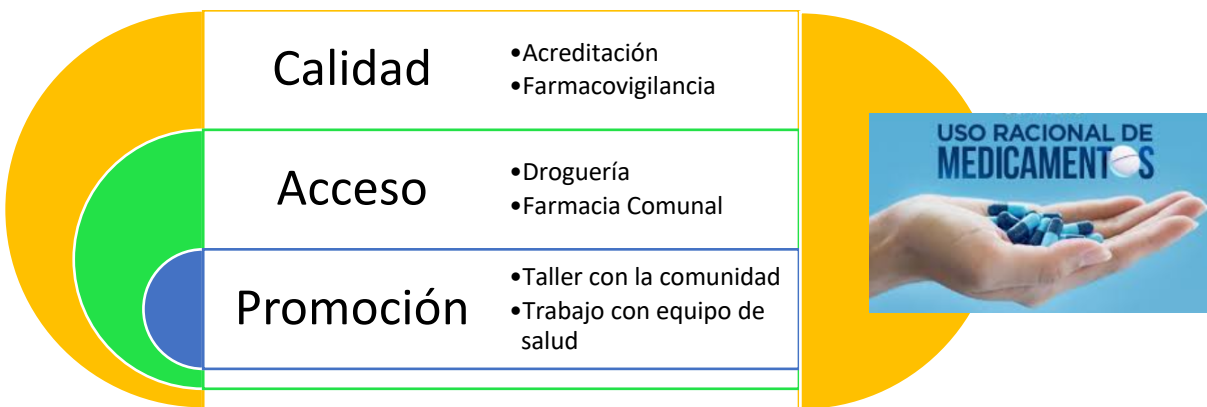 Calidad
•Acreditación
•Farmacovigilancia
Acceso
•Droguería
•Farmacia Comunal
Promoción
•Taller con la comunidad
•Trabajo con equipo de
salud
USO RACIONAL DE
MEDICAMENTOS